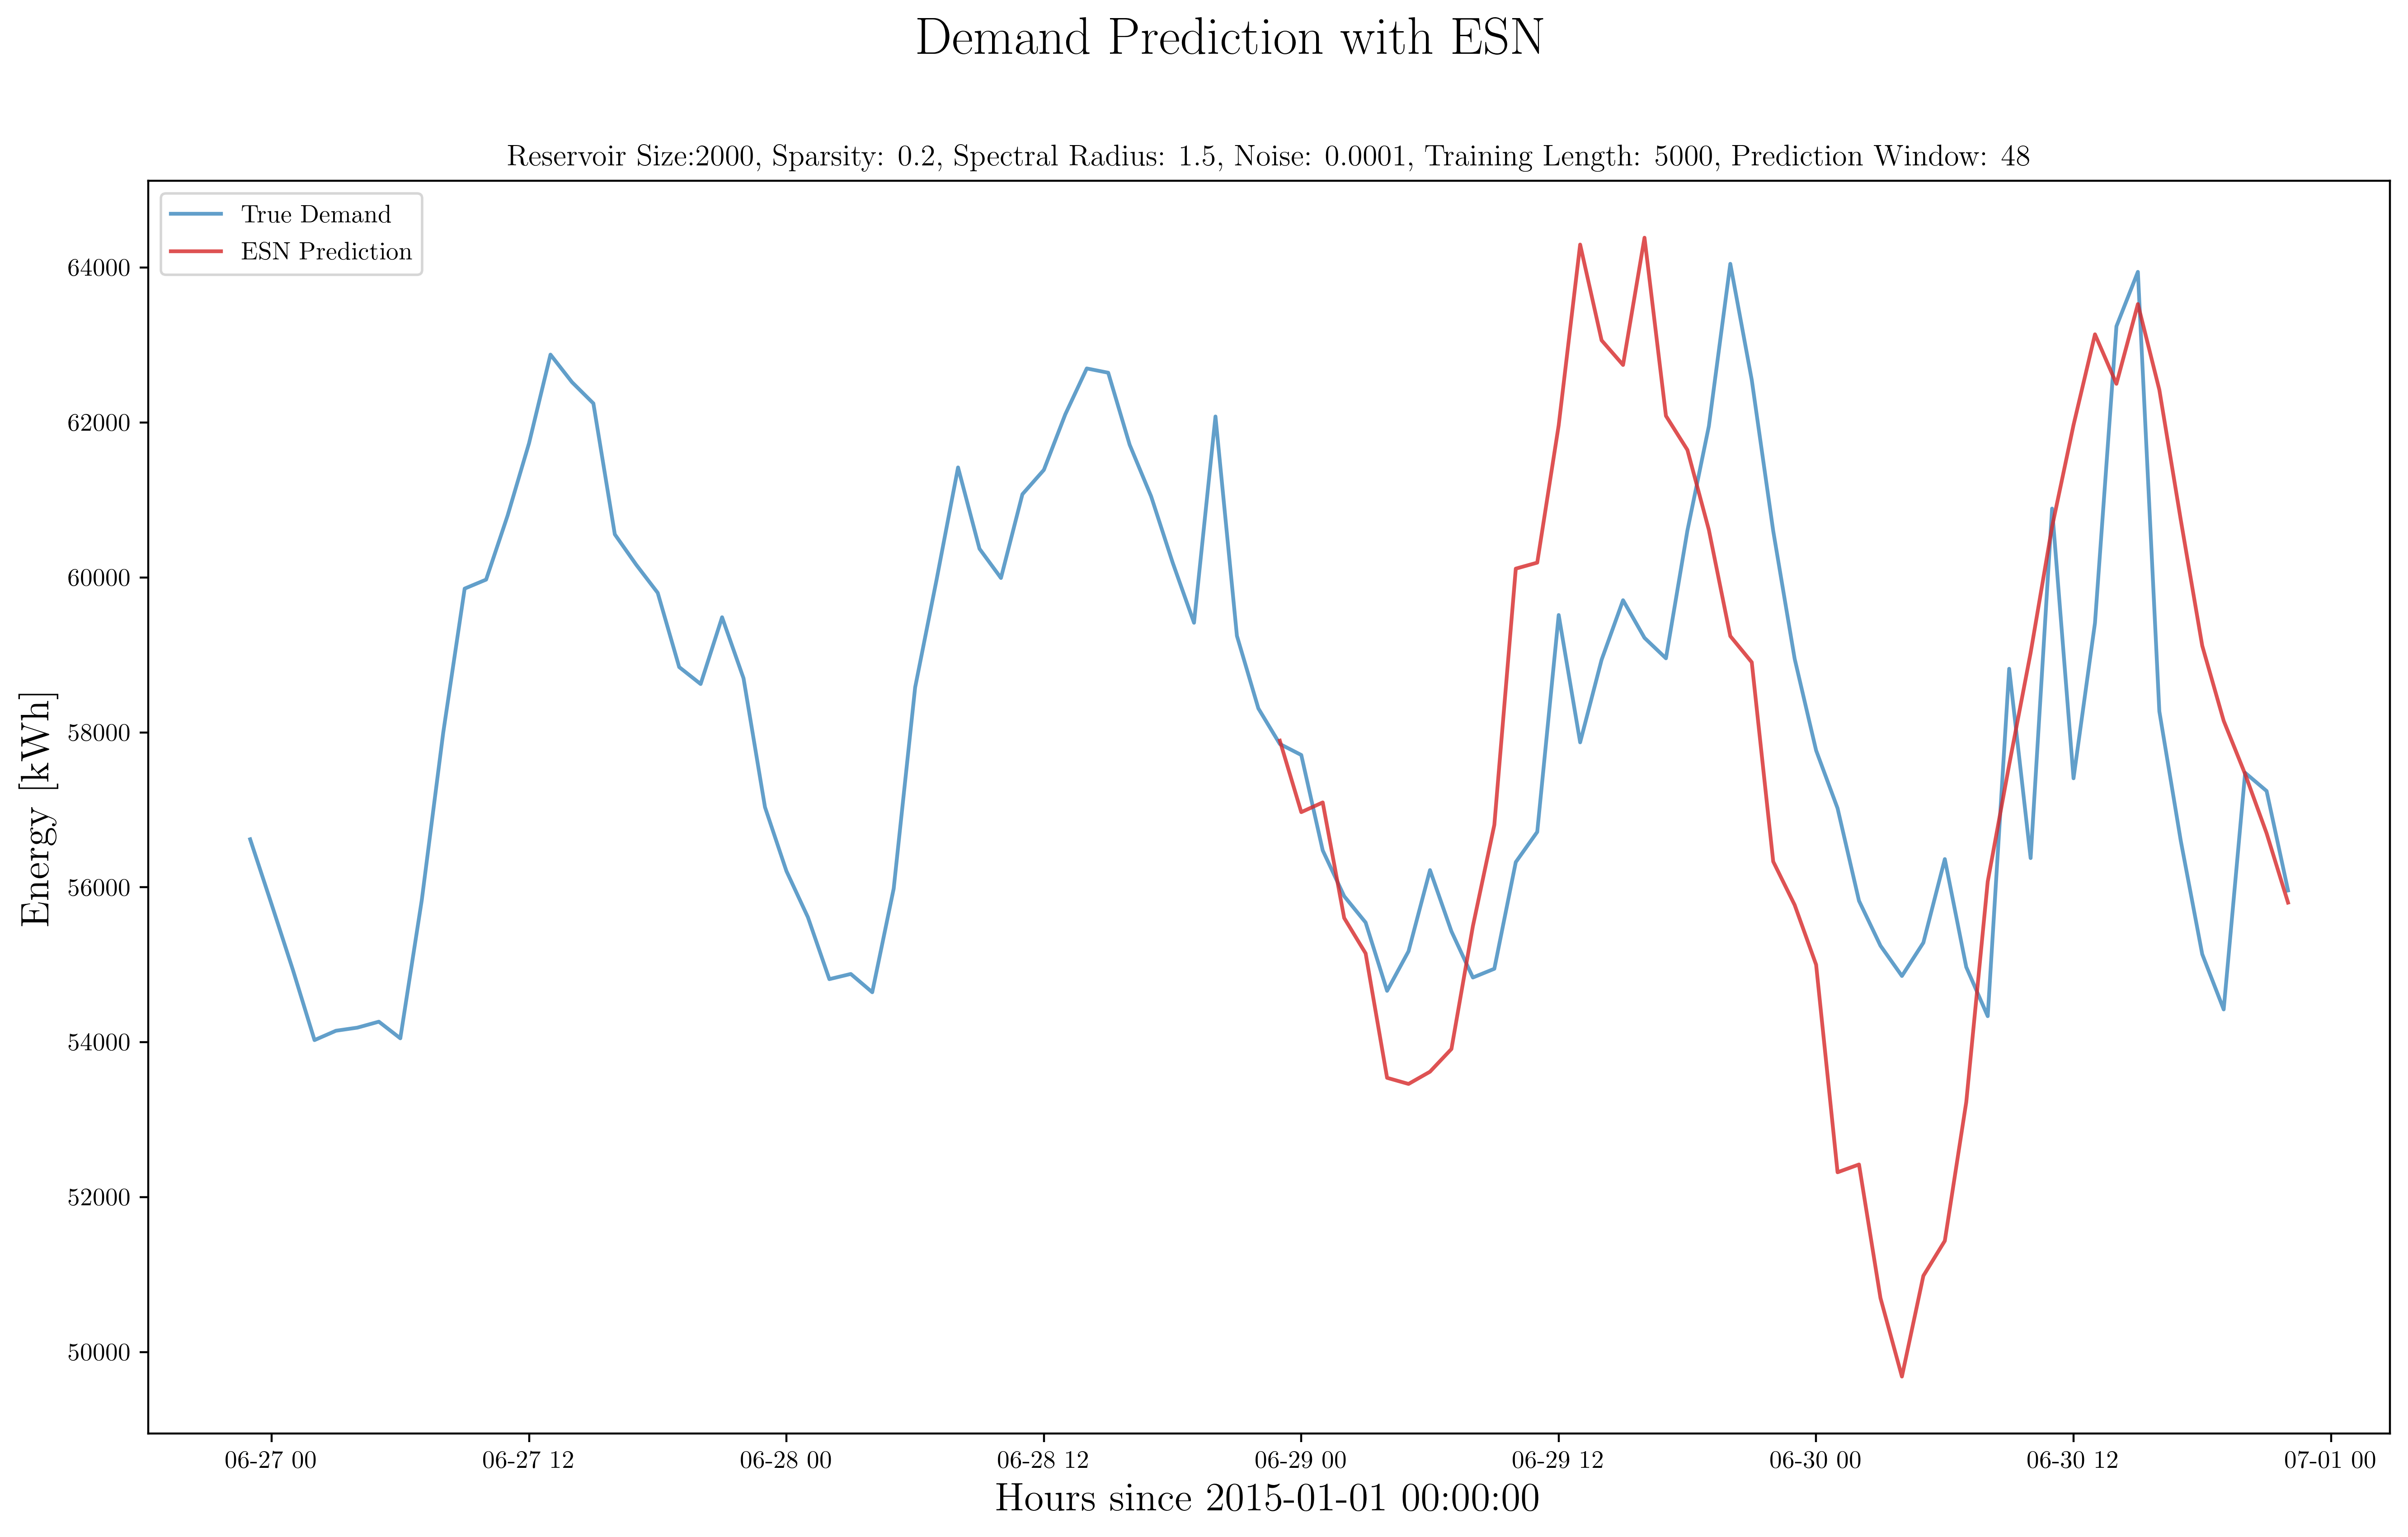 Demand Prediction with ESN
Reservoir Size:2000, Sparsity: 0.2, Spectral Radius: 1.5, Noise: 0.0001, Training Length: 5000, Prediction Window: 48
True Demand
ESN Prediction
64000
62000
60000
58000
56000
54000
52000
50000
Energy [kWh]
06-27 00
06-27 12
06-28 00
06-28 12
06-29 00
06-29 12
06-30 00
06-30 12
07-01 00
Hours since 2015-01-01 00:00:00